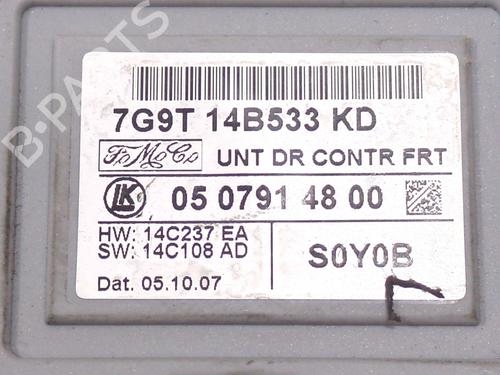 B-PARTS
7G9T 14B533 KD
FoMoCo UNT DR CONTR FRT
LK 05 0791 48 00
HW: 14C237 EA
SW: 14C108 AD
S0Y0B
Dat. 05.10.07